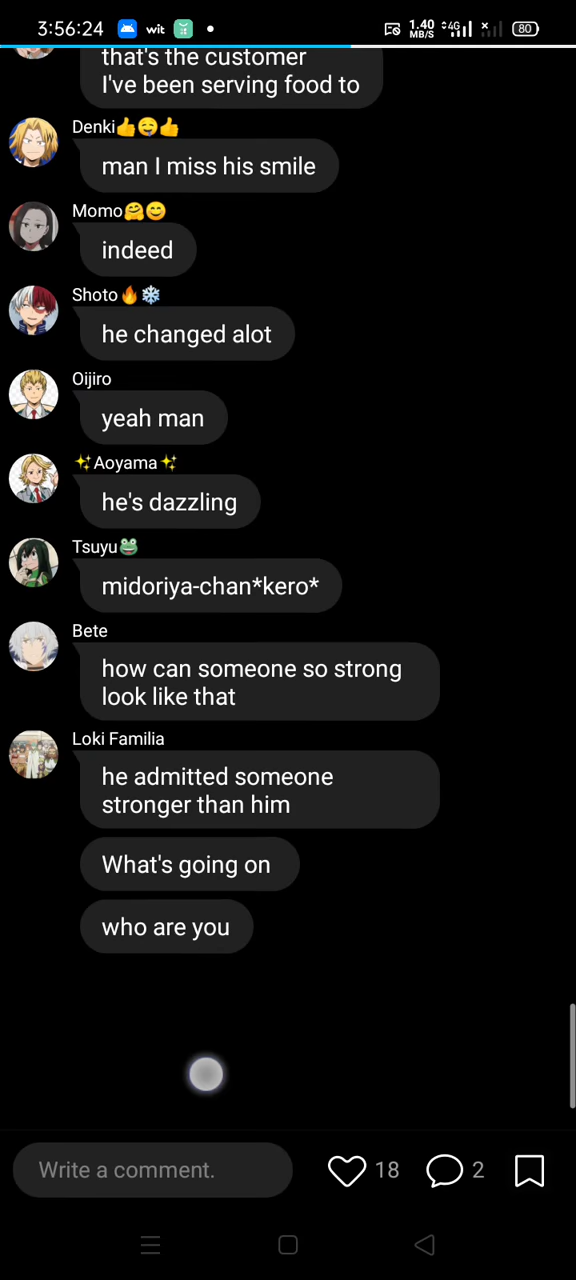 3:56:24 wit 1.40 MB/S 4G 80
that's the customer
I've been serving food to
Denki👍🤤👍
man I miss his smile
Momo🤗😊
indeed
Shoto🔥❄️
he changed alot
Oijiro
yeah man
✨Aoyama✨
he's dazzling
Tsuyu🐸
midoriya-chan*kero*
Bete
how can someone so strong
look like that
Loki Familia
he admitted someone
stronger than him
What's going on
who are you
Write a comment.
18
2